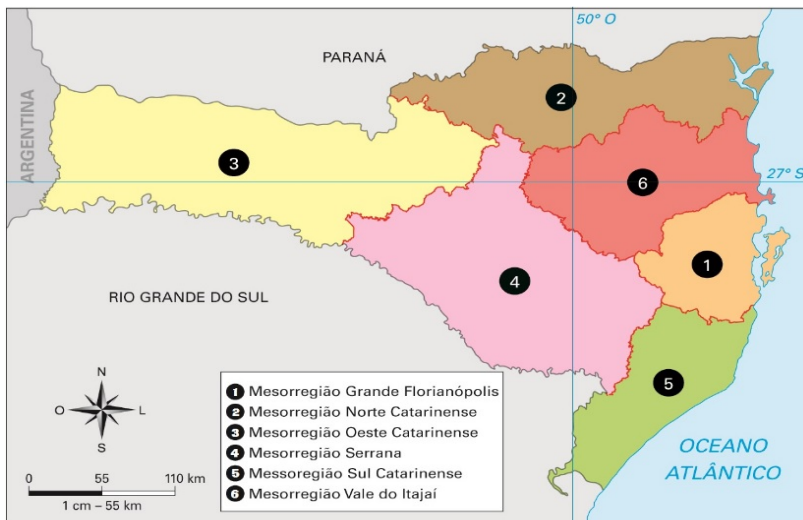 50° O
PARANÁ
ARGENTINA
2
3
27° S
6
1
4
RIO GRANDE DO SUL
5
N
O
L
S
1 Mesorregião Grande Florianópolis
2 Mesorregião Norte Catarinense
3 Mesorregião Oeste Catarinense
4 Mesorregião Serrana
5 Messoregião Sul Catarinense
6 Mesorregião Vale do Itajaí
OCEANO
ATLÂNTICO
0 55 110 km
1 cm – 55 km